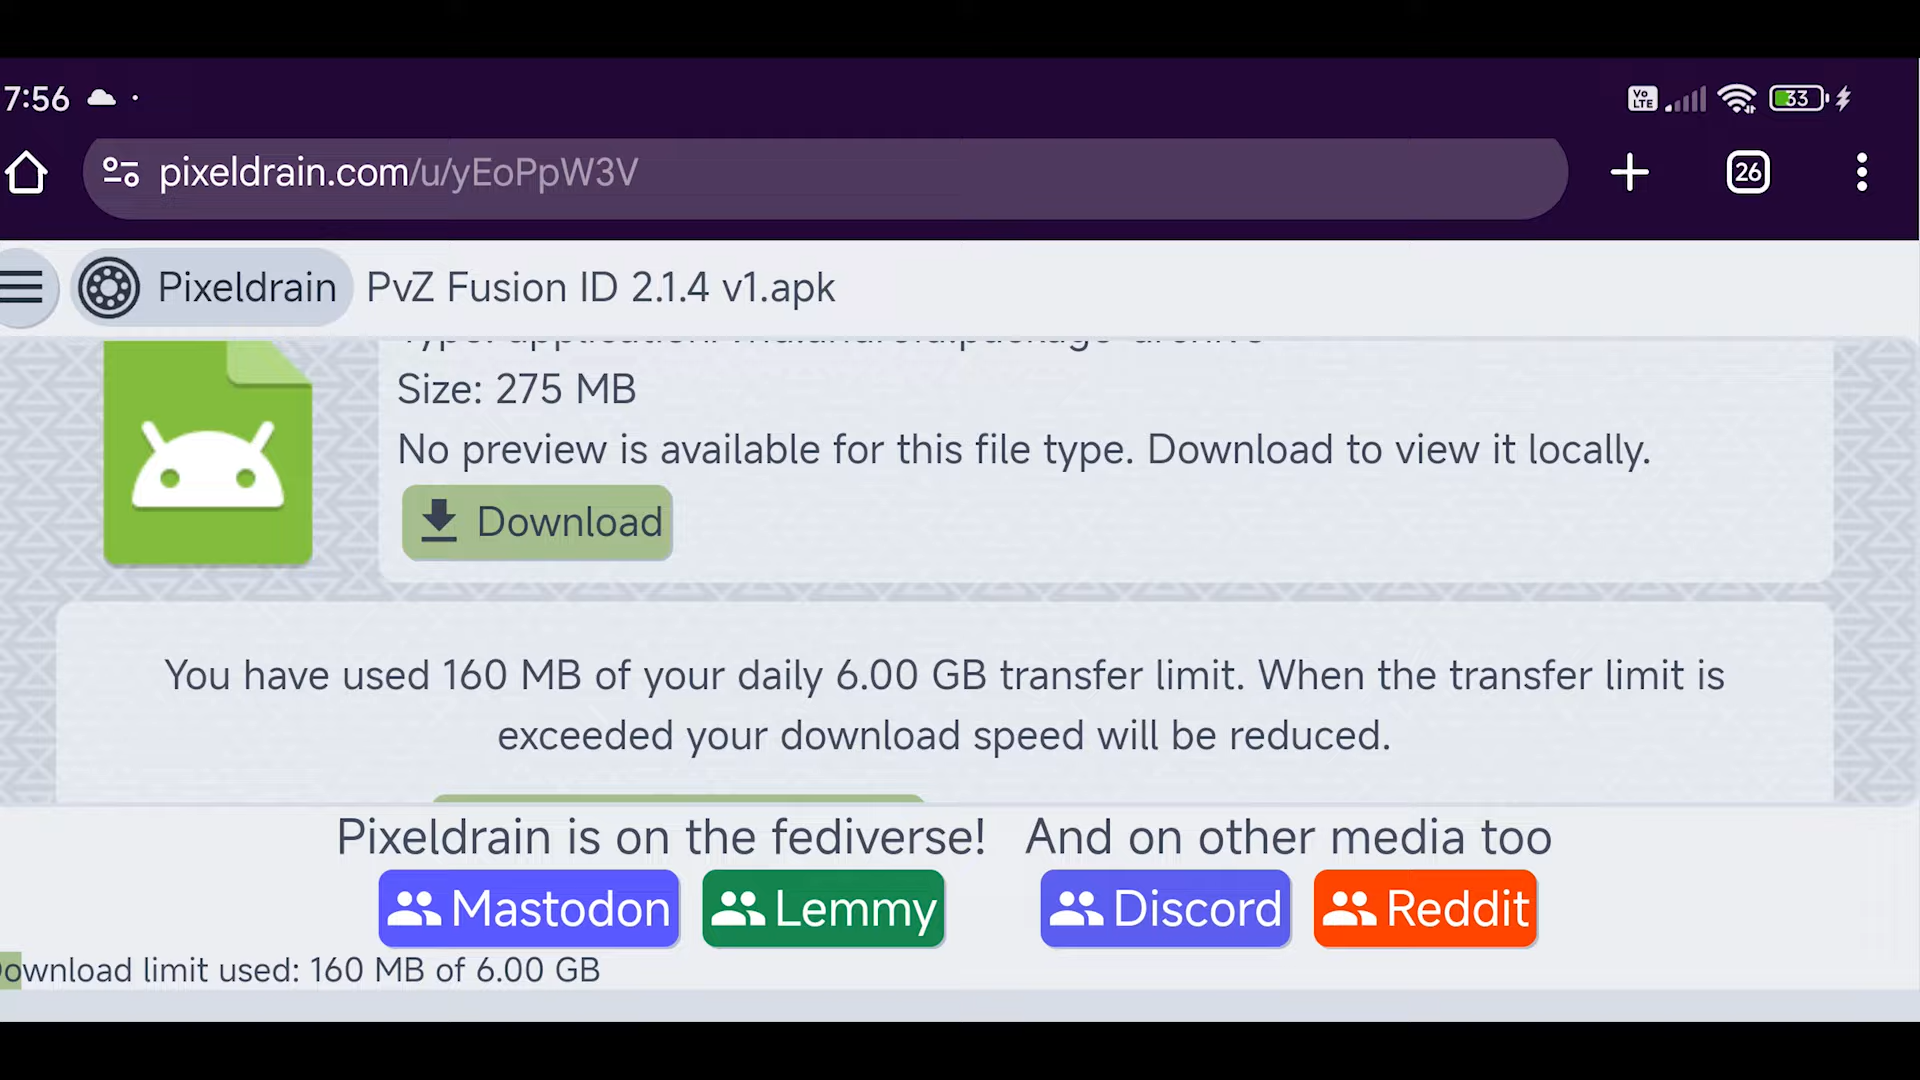 7:56
Vo LTE 33
pixeldrain.com/u/yEoPpW3V
26
Pixeldrain PvZ Fusion ID 2.1.4 v1.apk
Size: 275 MB
No preview is available for this file type. Download to view it locally.
Download
You have used 160 MB of your daily 6.00 GB transfer limit. When the transfer limit is
exceeded your download speed will be reduced.
Pixeldrain is on the fediverse! And on other media too
Mastodon Lemmy Discord Reddit
Download limit used: 160 MB of 6.00 GB